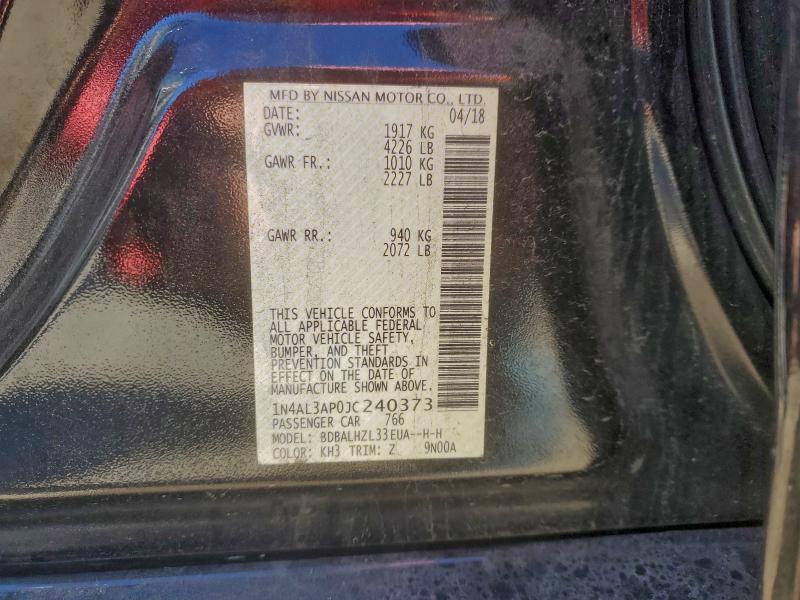 MFD BY NISSAN MOTOR CO., LTD.
DATE: 04/18
GVWR: 1917 KG
4226 LB
GAWR FR.: 1010 KG
2227 LB
GAWR RR.: 940 KG
2072 LB
THIS VEHICLE CONFORMS TO
ALL APPLICABLE FEDERAL
MOTOR VEHICLE SAFETY,
BUMPER, AND THEFT
PREVENTION STANDARDS IN
EFFECT ON THE DATE OF
MANUFACTURE SHOWN ABOVE.
1N4AL3AP0JC240373
PASSENGER CAR 766
MODEL: BDBALHZL33EUA--H-H
COLOR: KH3 TRIM: Z 9N00A